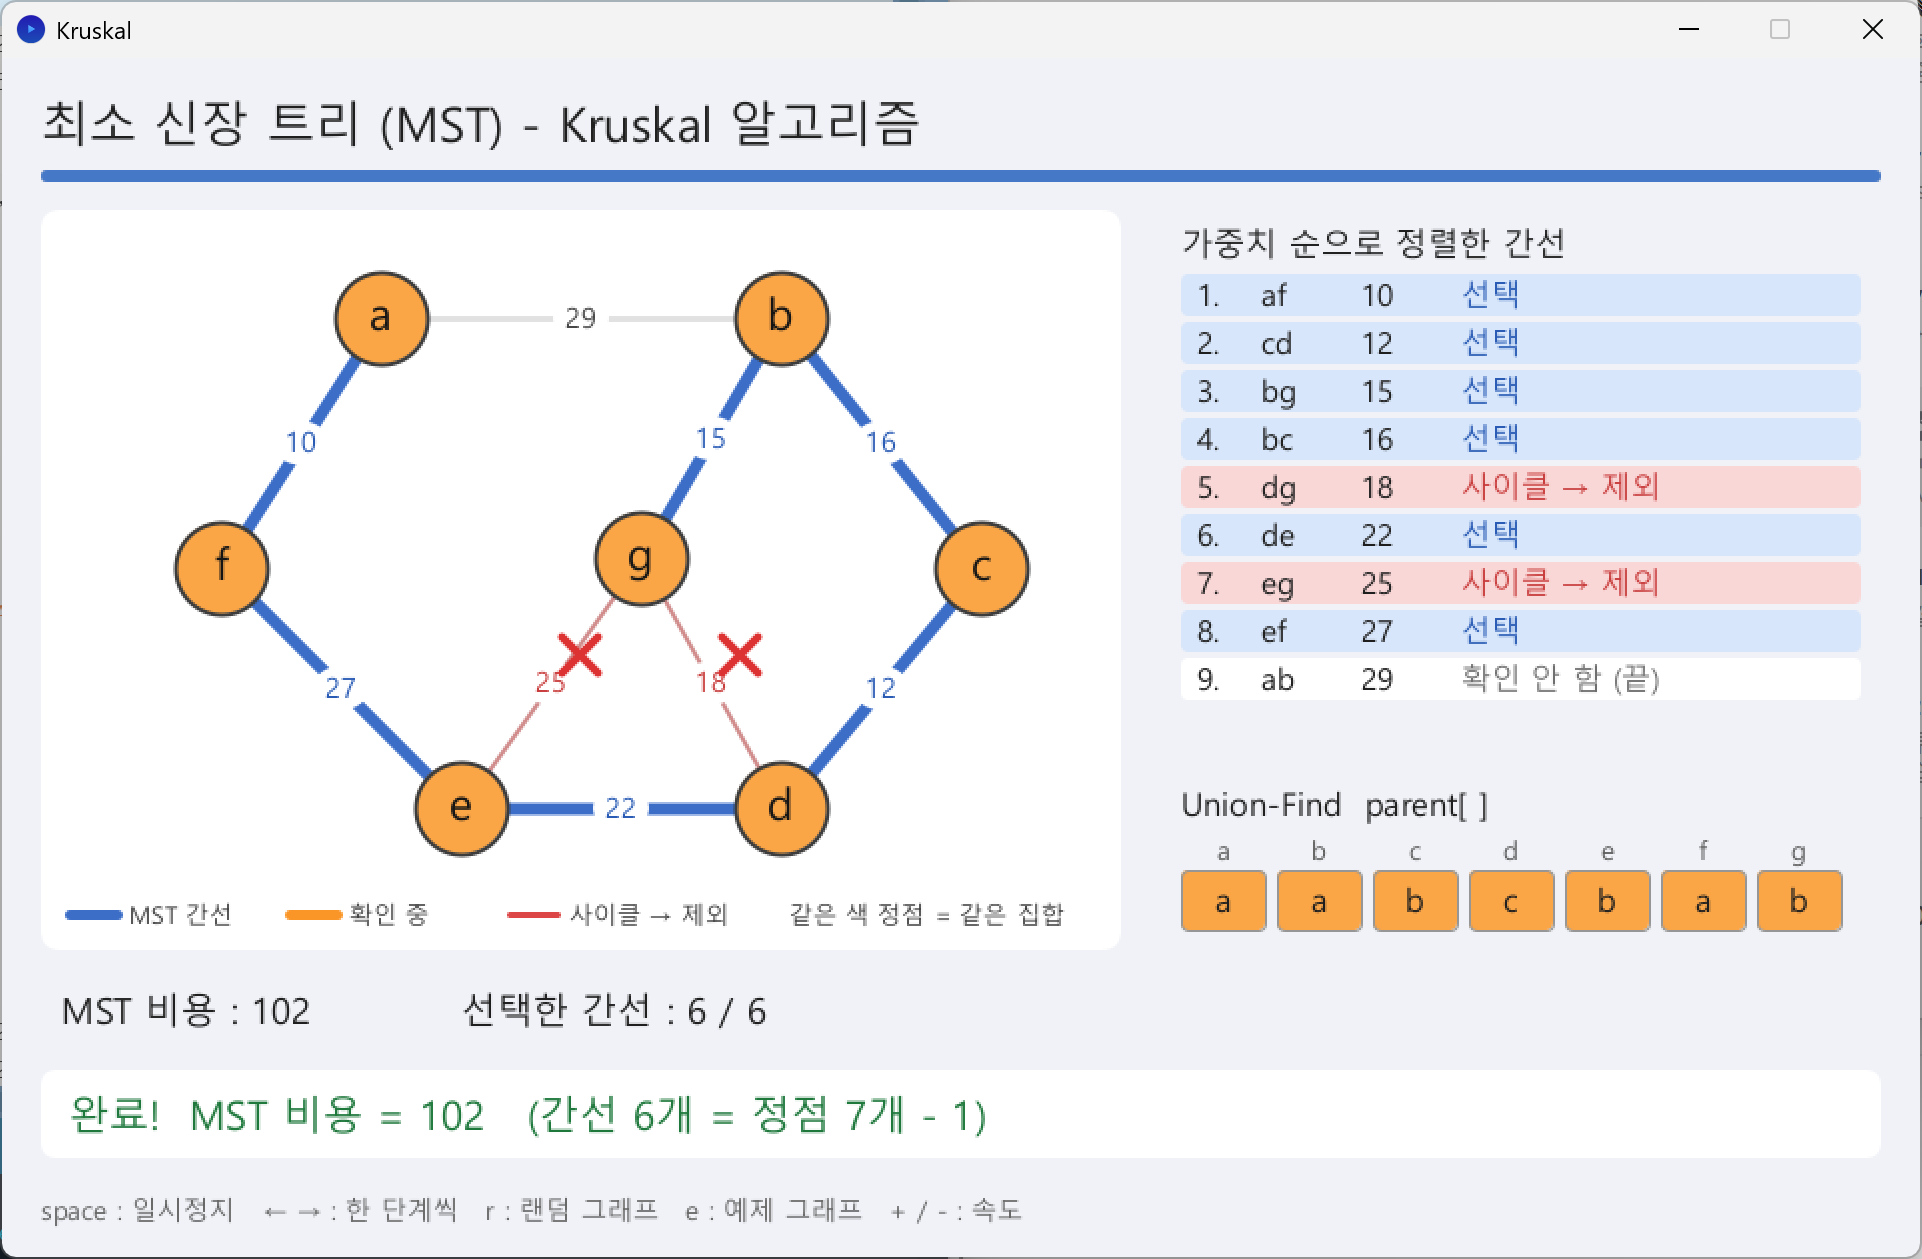 Kruskal
최소 신장 트리 (MST) - Kruskal 알고리즘
a
29
b
10
15
16
f
g
c
25
18
27
12
e
22
d
MST 간선 확인 중 사이클 → 제외 같은 색 정점 = 같은 집합
가중치 순으로 정렬한 간선
1. af 10 선택
2. cd 12 선택
3. bg 15 선택
4. bc 16 선택
5. dg 18 사이클 → 제외
6. de 22 선택
7. eg 25 사이클 → 제외
8. ef 27 선택
9. ab 29 확인 안 함 (끝)
Union-Find parent[ ]
a b c d e f g
a a b c b a b
MST 비용 : 102 선택한 간선 : 6 / 6
완료! MST 비용 = 102 (간선 6개 = 정점 7개 - 1)
space : 일시정지 ← → : 한 단계씩 r : 랜덤 그래프 e : 예제 그래프 + / - : 속도